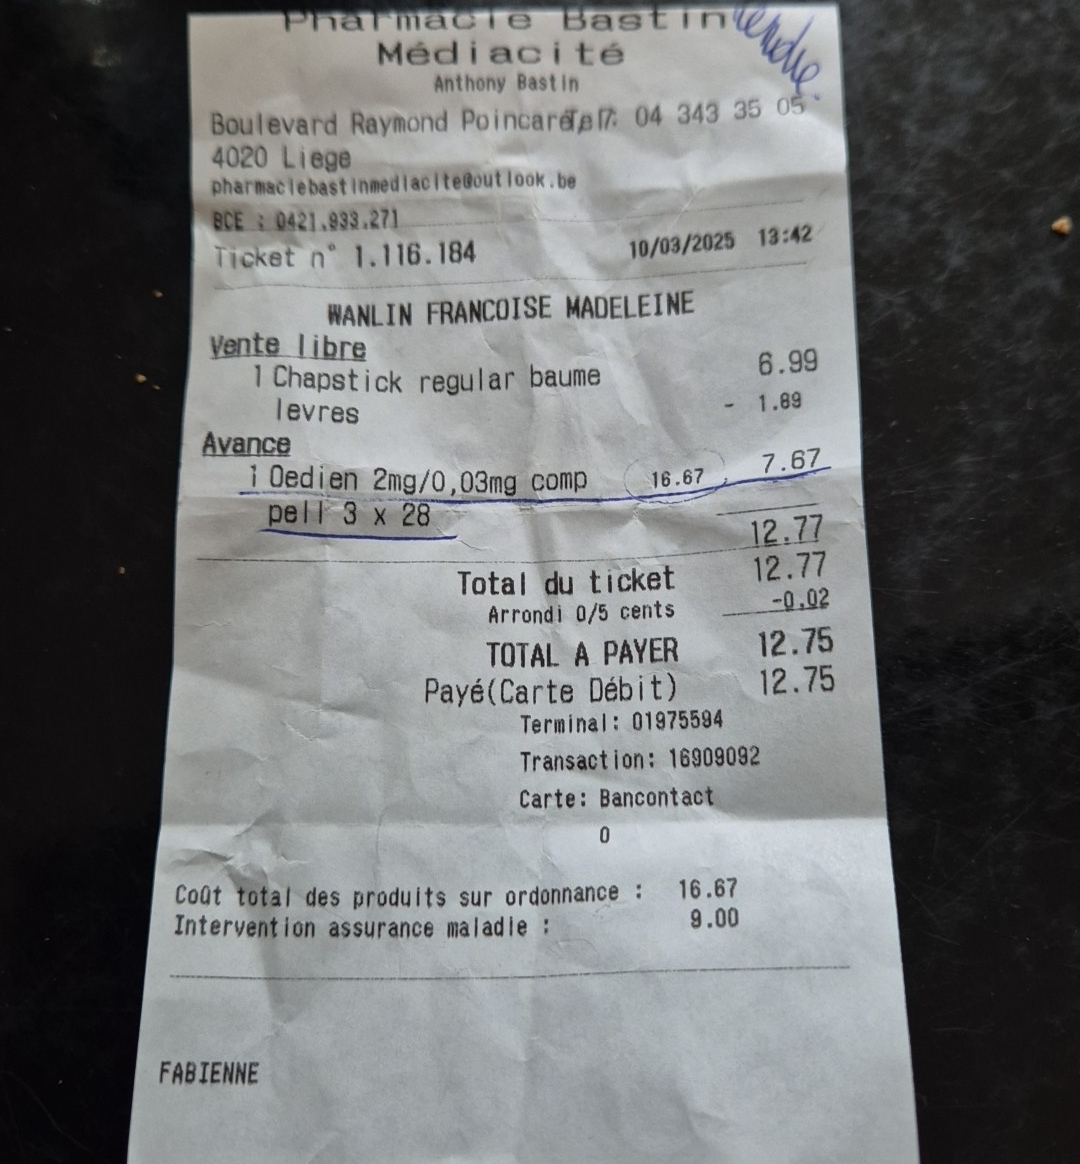 Pharmacie Bastin
Médiacité
Anthony Bastin
Boulevard Raymond Poincaré 7 Tel: 04 343 35 05
4020 Liege
pharmaciebastinmediacite@outlook.be
BCE : 0421.933.271
Ticket n° 1.116.184 10/03/2025 13:42
WANLIN FRANCOISE MADELEINE
Vente libre
1 Chapstick regular baume 6.99
levres - 1.89
Avance
1 Oedien 2mg/0,03mg comp 16.67 7.67
pell 3 x 28
12.77
Total du ticket 12.77
Arrondi 0/5 cents -0.02
TOTAL A PAYER 12.75
Payé(Carte Débit) 12.75
Terminal: 01975594
Transaction: 16909092
Carte: Bancontact
0
Coût total des produits sur ordonnance : 16.67
Intervention assurance maladie : 9.00
FABIENNE